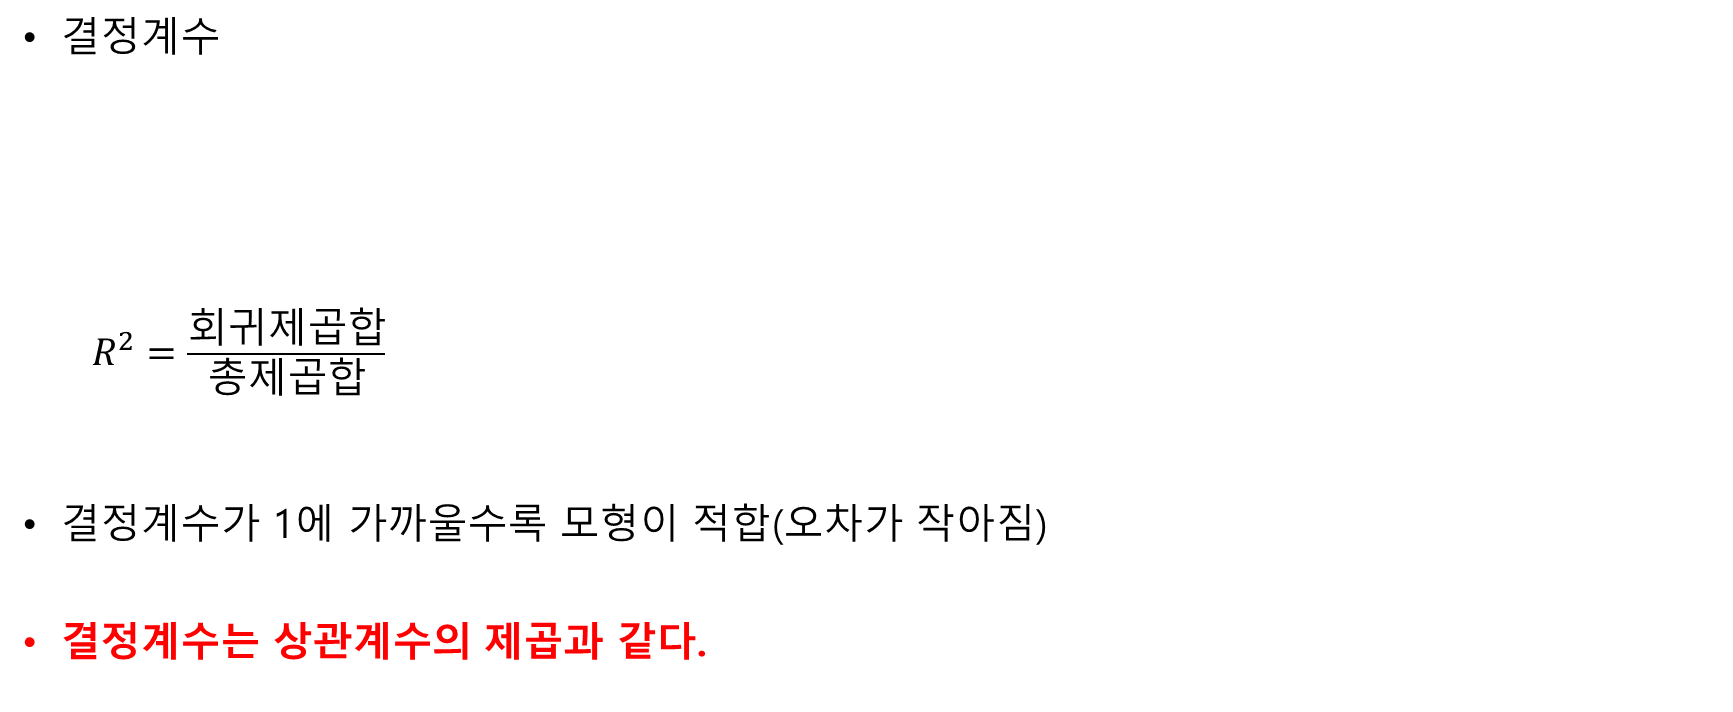 • 결정계수
R² = 회귀제곱합 / 총제곱합
• 결정계수가 1에 가까울수록 모형이 적합(오차가 작아짐)
• 결정계수는 상관계수의 제곱과 같다.